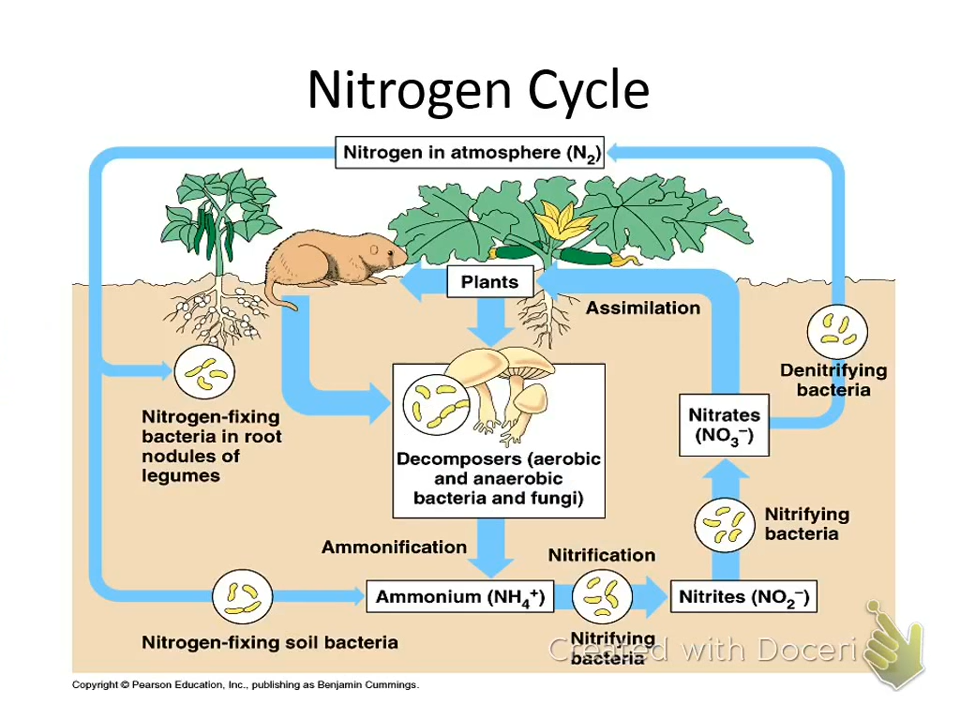 Nitrogen Cycle
Nitrogen in atmosphere (N₂)
Plants
Assimilation
Denitrifying
bacteria
Nitrogen-fixing
bacteria in root
nodules of
legumes
Nitrates
(NO₃⁻)
Decomposers (aerobic
and anaerobic
bacteria and fungi)
Nitrifying
bacteria
Ammonification
Nitrification
Ammonium (NH₄⁺)
Nitrites (NO₂⁻)
Nitrogen-fixing soil bacteria
Nitrifying
bacteria
Created with Doceri
Copyright © Pearson Education, Inc., publishing as Benjamin Cummings.